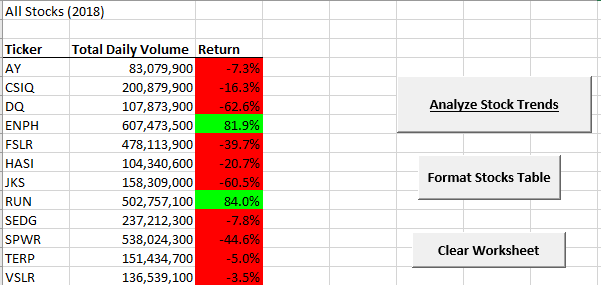 All Stocks (2018)
Ticker Total Daily Volume Return
AY 83,079,900 -7.3%
CSIQ 200,879,900 -16.3%
DQ 107,873,900 -62.6%
ENPH 607,473,500 81.9%
FSLR 478,113,900 -39.7%
HASI 104,340,600 -20.7%
JKS 158,309,000 -60.5%
RUN 502,757,100 84.0%
SEDG 237,212,300 -7.8%
SPWR 538,024,300 -44.6%
TERP 151,434,700 -5.0%
VSLR 136,539,100 -3.5%
Analyze Stock Trends
Format Stocks Table
Clear Worksheet